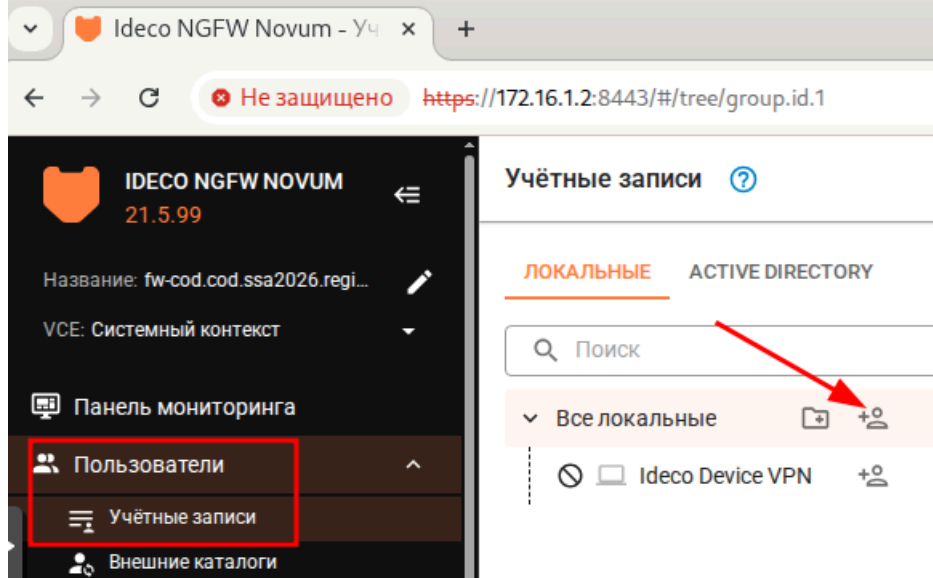 Ideco NGFW Novum – Уч
Не защищено https://172.16.1.2:8443/#/tree/group.id.1
IDECO NGFW NOVUM
21.5.99
Название: fw-cod.cod.ssa2026.regi...
VCE: Системный контекст
Панель мониторинга
Пользователи
Учётные записи
Внешние каталоги
Учётные записи
ЛОКАЛЬНЫЕ ACTIVE DIRECTORY
Поиск
Все локальные
Ideco Device VPN